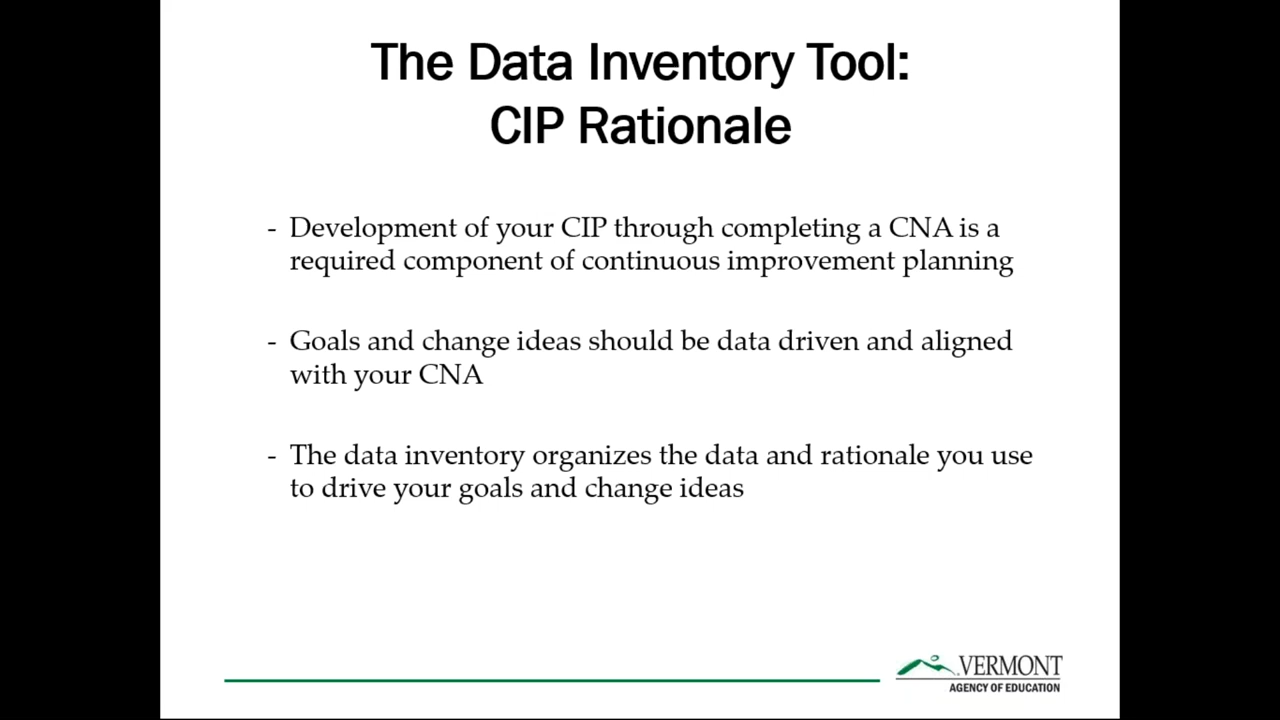 The Data Inventory Tool:
CIP Rationale
- Development of your CIP through completing a CNA is a
required component of continuous improvement planning
- Goals and change ideas should be data driven and aligned
with your CNA
- The data inventory organizes the data and rationale you use
to drive your goals and change ideas
VERMONT
AGENCY OF EDUCATION